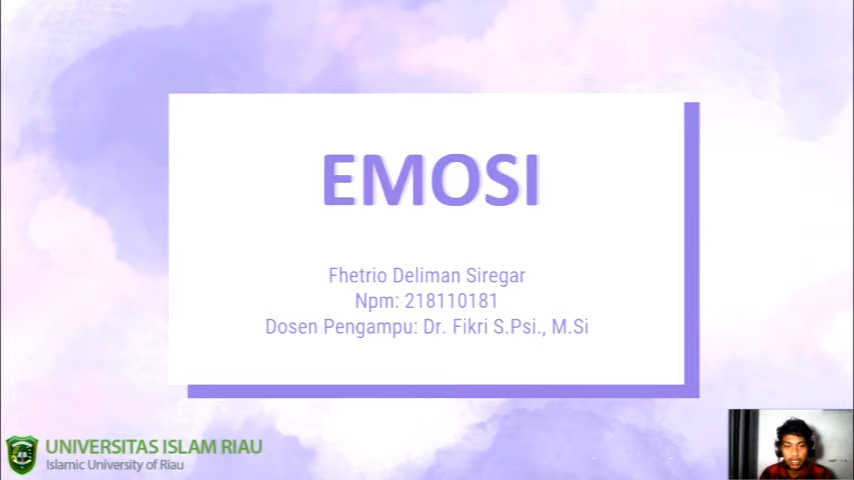 EMOSI
Fhetrio Deliman Siregar
Npm: 218110181
Dosen Pengampu: Dr. Fikri S.Psi., M.Si
UNIVERSITAS ISLAM RIAU
Islamic University of Riau